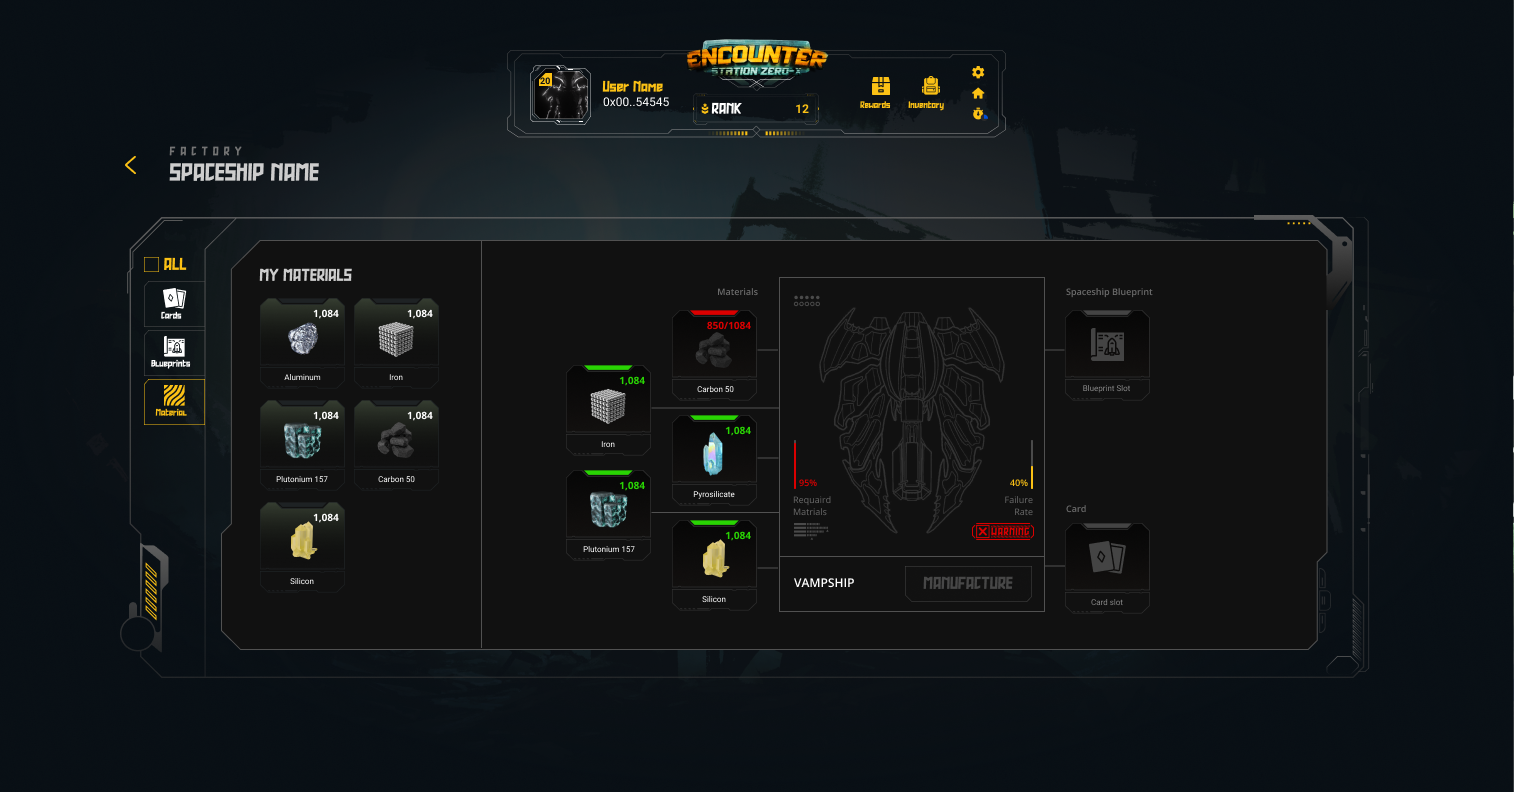 ENCOUNTER
STATION ZERO-X
20
User Name
0x00..54545
RANK
12
Rewards
Inventory
FACTORY
SPACESHIP NAME
ALL
Cards
Blueprints
Material
MY MATERIALS
1,084
Aluminum
1,084
Iron
1,084
Plutonium 157
1,084
Carbon 50
1,084
Silicon
Materials
850/1084
Carbon 50
1,084
Iron
1,084
Pyrosilicate
1,084
Plutonium 157
1,084
Silicon
95%
Requaird
Matrials
40%
Failure
Rate
WARNING
VAMPSHIP
MANUFACTURE
Spaceship Blueprint
Blueprint Slot
Card
Card slot